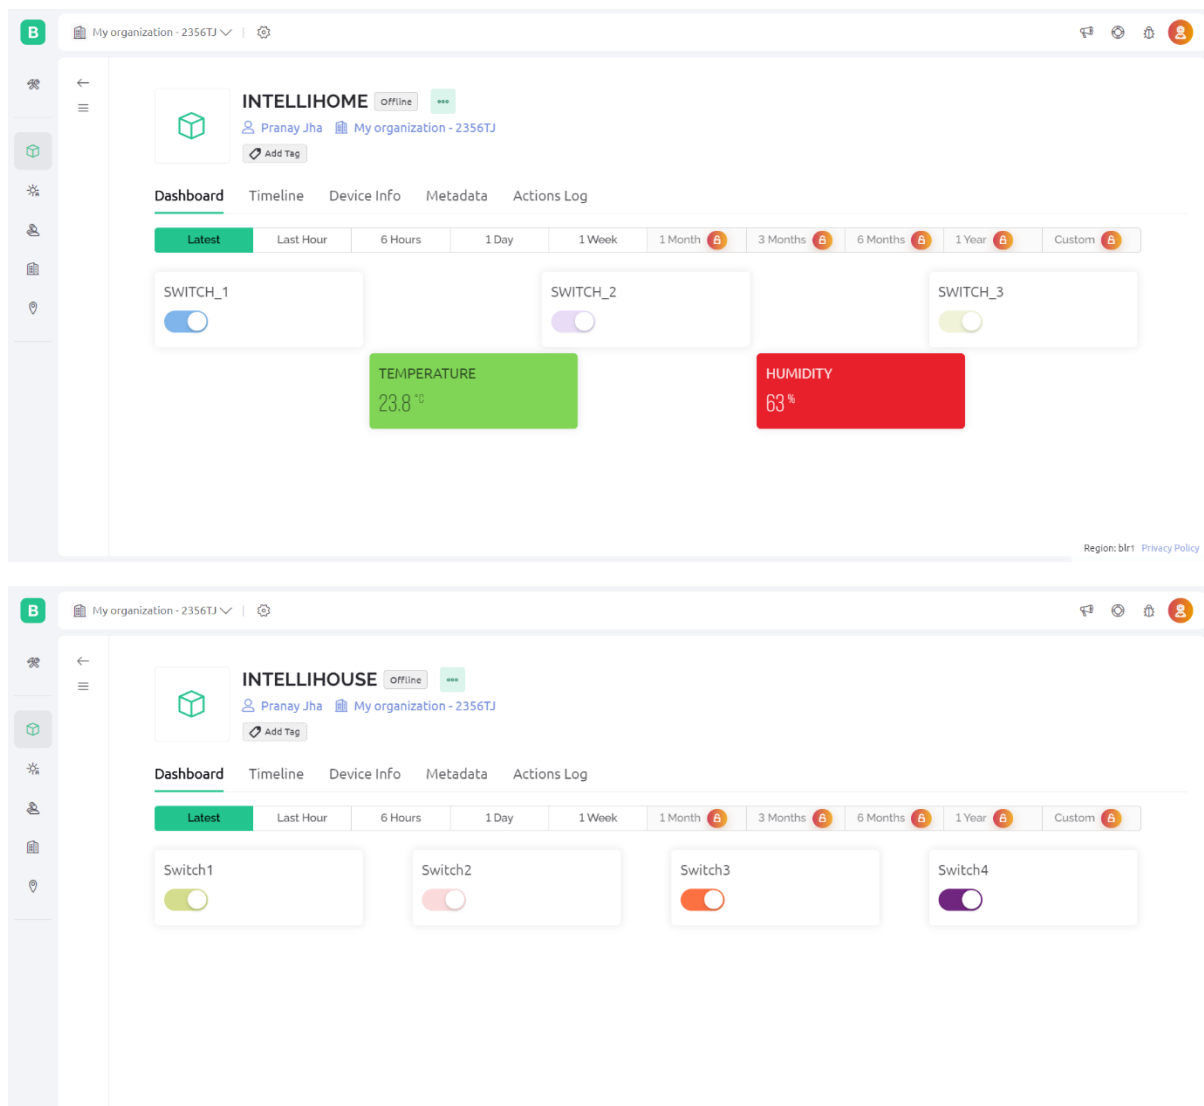 B My organization - 2356TJ
INTELLIHOME Offline
Pranay Jha My organization - 2356TJ
Add Tag
Dashboard Timeline Device Info Metadata Actions Log
Latest Last Hour 6 Hours 1 Day 1 Week 1 Month 3 Months 6 Months 1 Year Custom
SWITCH_1 SWITCH_2 SWITCH_3
TEMPERATURE HUMIDITY
23.8 °C 63 %
Region: blr1 Privacy Policy
B My organization - 2356TJ
INTELLIHOUSE Offline
Pranay Jha My organization - 2356TJ
Add Tag
Dashboard Timeline Device Info Metadata Actions Log
Latest Last Hour 6 Hours 1 Day 1 Week 1 Month 3 Months 6 Months 1 Year Custom
Switch1 Switch2 Switch3 Switch4